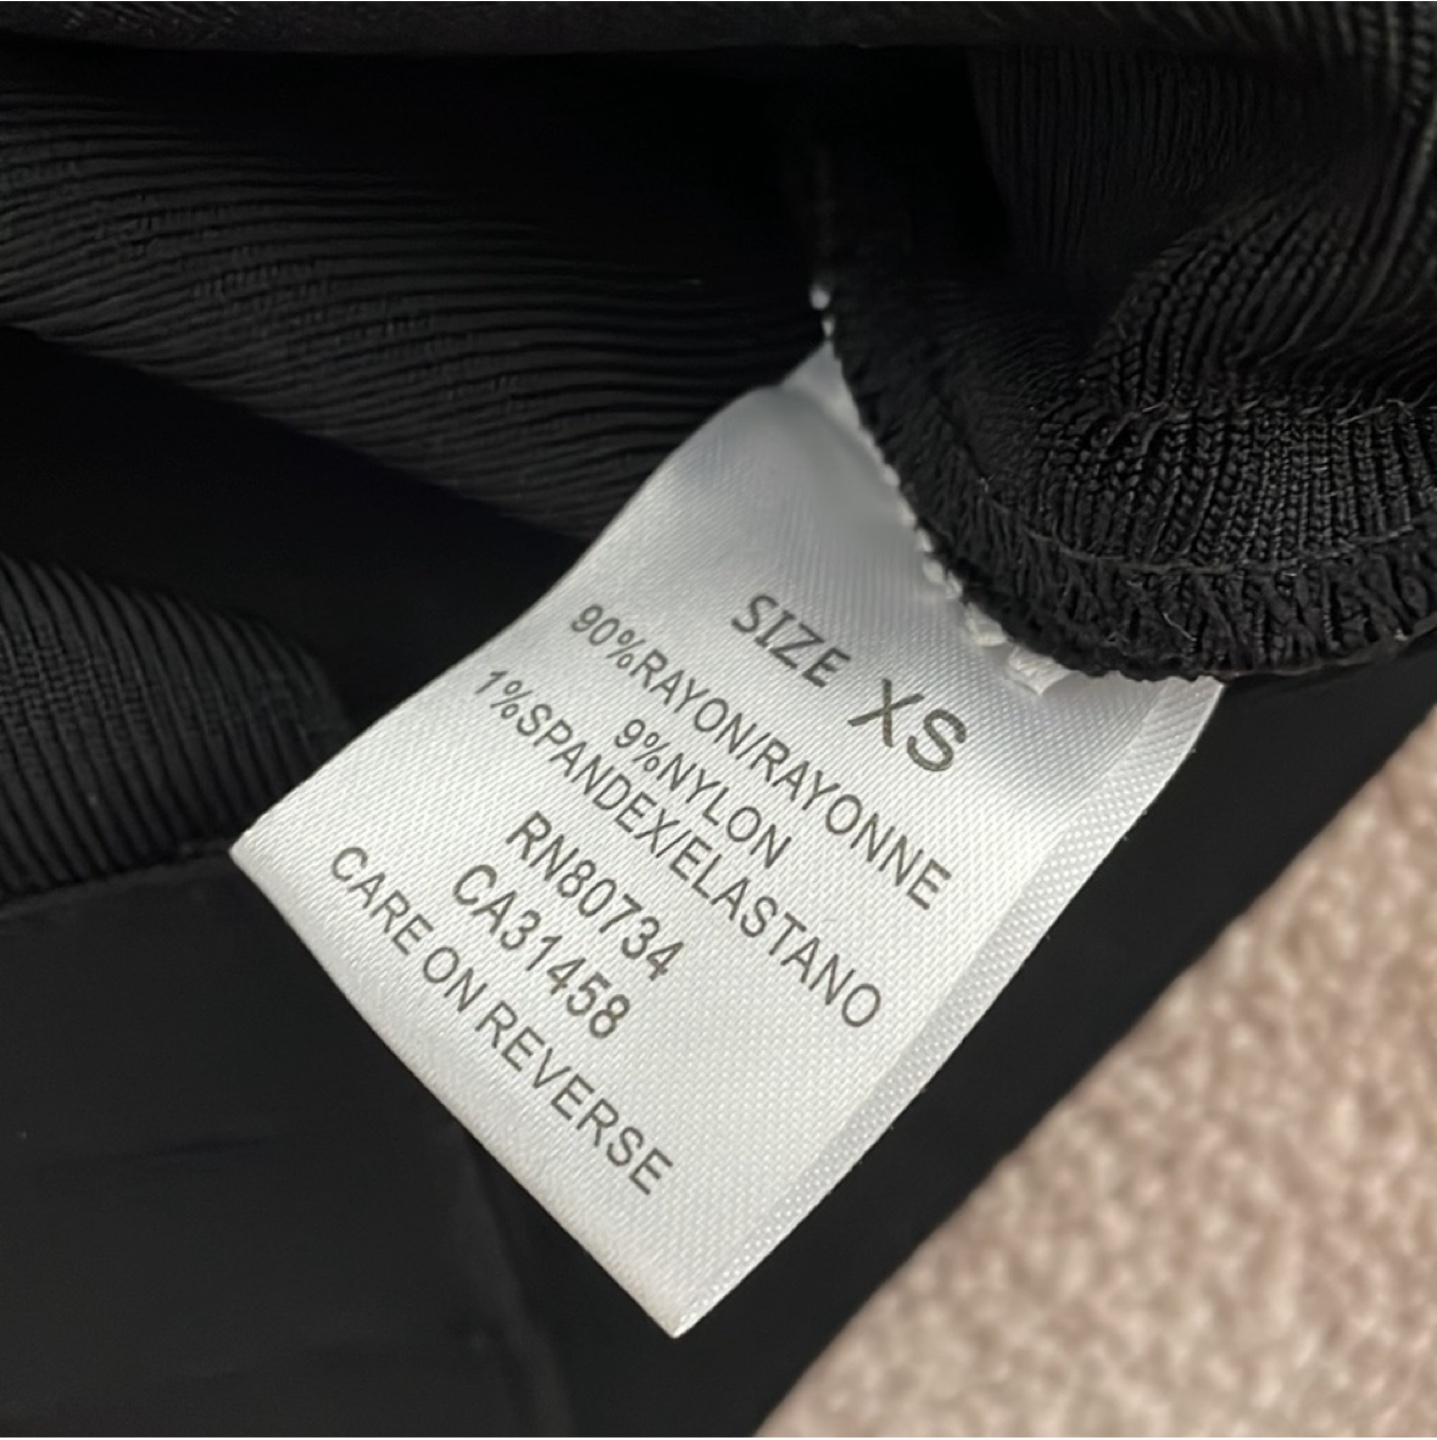 SIZE XS
90%RAYON/RAYONNE
9%NYLON
1%SPANDEX/ELASTANO
RN80734
CA31458
CARE ON REVERSE